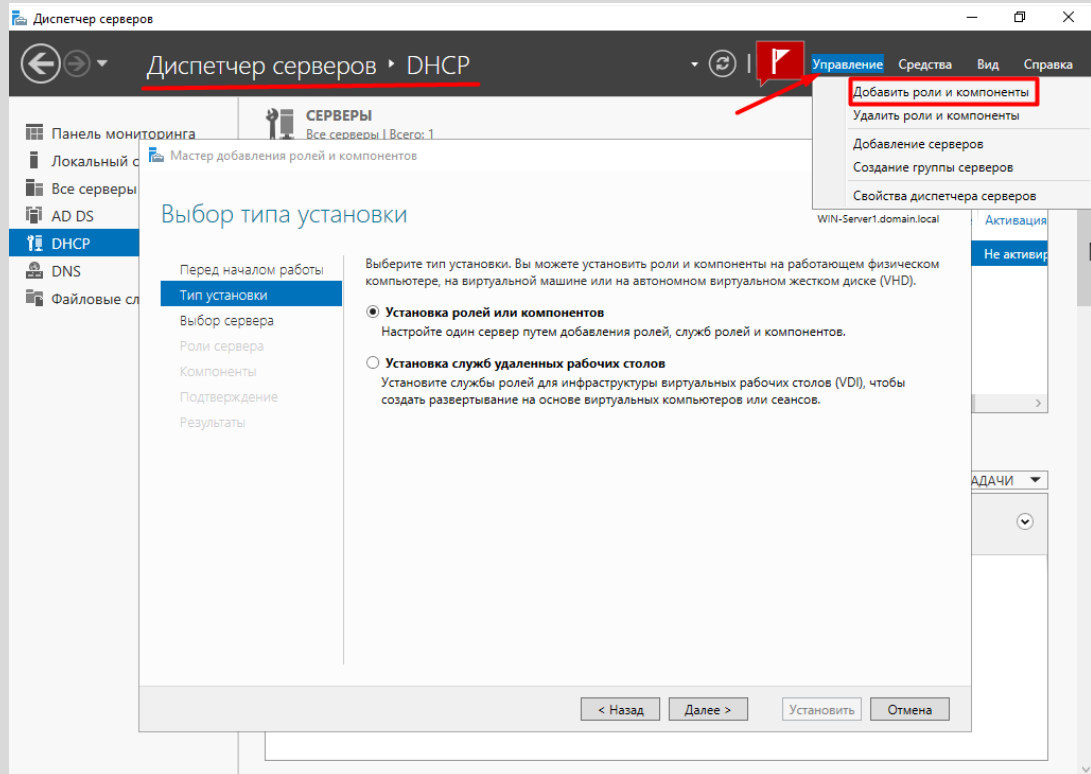 Диспетчер серверов
Диспетчер серверов ‣ DHCP
Управление Средства Вид Справка
Добавить роли и компоненты
Удалить роли и компоненты
Добавление серверов
Создание группы серверов
Свойства диспетчера серверов
Панель мониторинга
Локальный с
Все серверы
AD DS
DHCP
DNS
Файловые сл
СЕРВЕРЫ
Все серверы | Всего: 1
Активация
Не активир
АДАЧИ
Мастер добавления ролей и компонентов
Выбор типа установки
WIN-Server1.domain.local
Перед началом работы
Тип установки
Выбор сервера
Роли сервера
Компоненты
Подтверждение
Результаты
Выберите тип установки. Вы можете установить роли и компоненты на работающем физическом
компьютере, на виртуальной машине или на автономном виртуальном жестком диске (VHD).
Установка ролей или компонентов
Настройте один сервер путем добавления ролей, служб ролей и компонентов.
Установка служб удаленных рабочих столов
Установите службы ролей для инфраструктуры виртуальных рабочих столов (VDI), чтобы
создать развертывание на основе виртуальных компьютеров или сеансов.
< Назад Далее > Установить Отмена